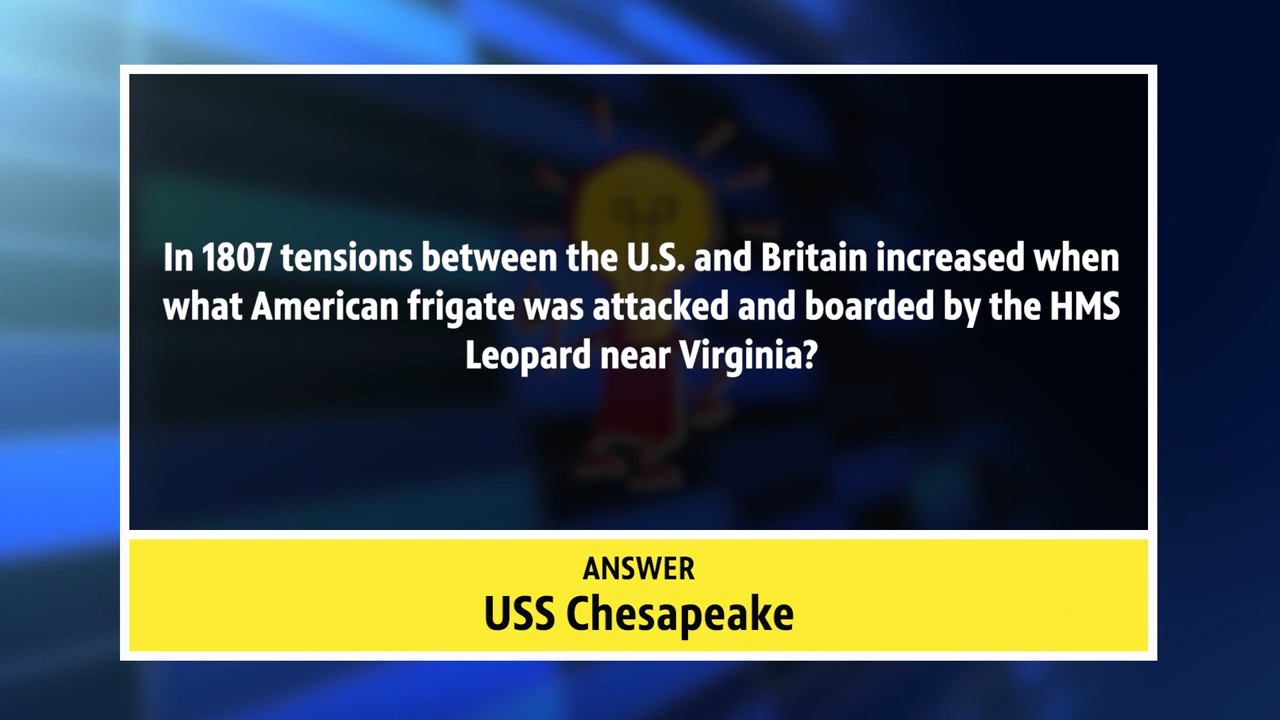 In 1807 tensions between the U.S. and Britain increased when
what American frigate was attacked and boarded by the HMS
Leopard near Virginia?
ANSWER
USS Chesapeake